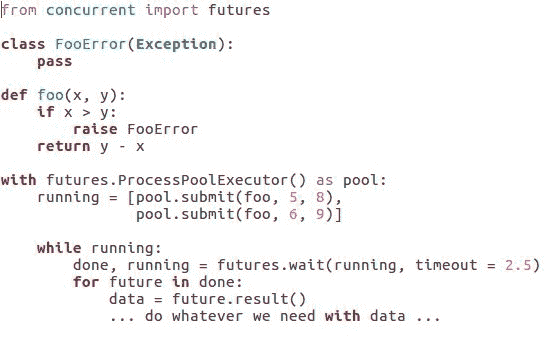 from concurrent import futures
class FooError(Exception):
    pass
def foo(x, y):
    if x > y:
        raise FooError
    return y - x
with futures.ProcessPoolExecutor() as pool:
    running = [pool.submit(foo, 5, 8),
               pool.submit(foo, 6, 9)]
    while running:
        done, running = futures.wait(running, timeout = 2.5)
        for future in done:
            data = future.result()
            ... do whatever we need with data ...